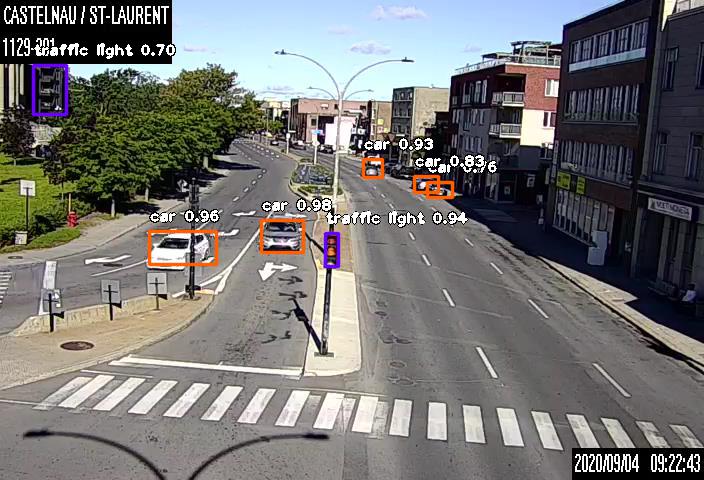 CASTELNAU / ST-LAURENT
traffic light 0.70
car 0.93
car 0.83
car 0.98
car 0.96
traffic light 0.94
2020/09/04 09:22:43